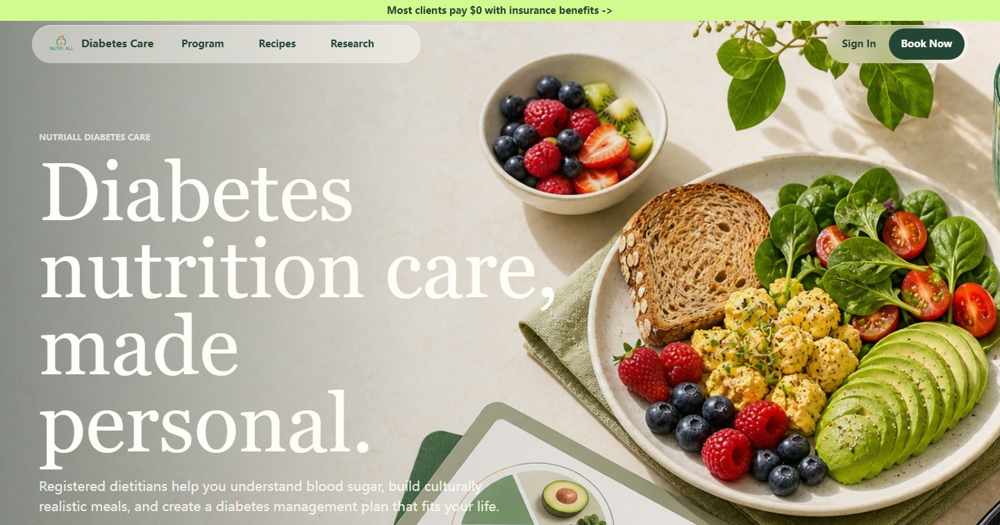 Most clients pay $0 with insurance benefits ->
NUTRI ALL
Diabetes Care
Program
Recipes
Research
Sign In
Book Now
NUTRIALL DIABETES CARE
Diabetes
nutrition care,
made
personal.
Registered dietitians help you understand blood sugar, build culturally
realistic meals, and create a diabetes management plan that fits your life.